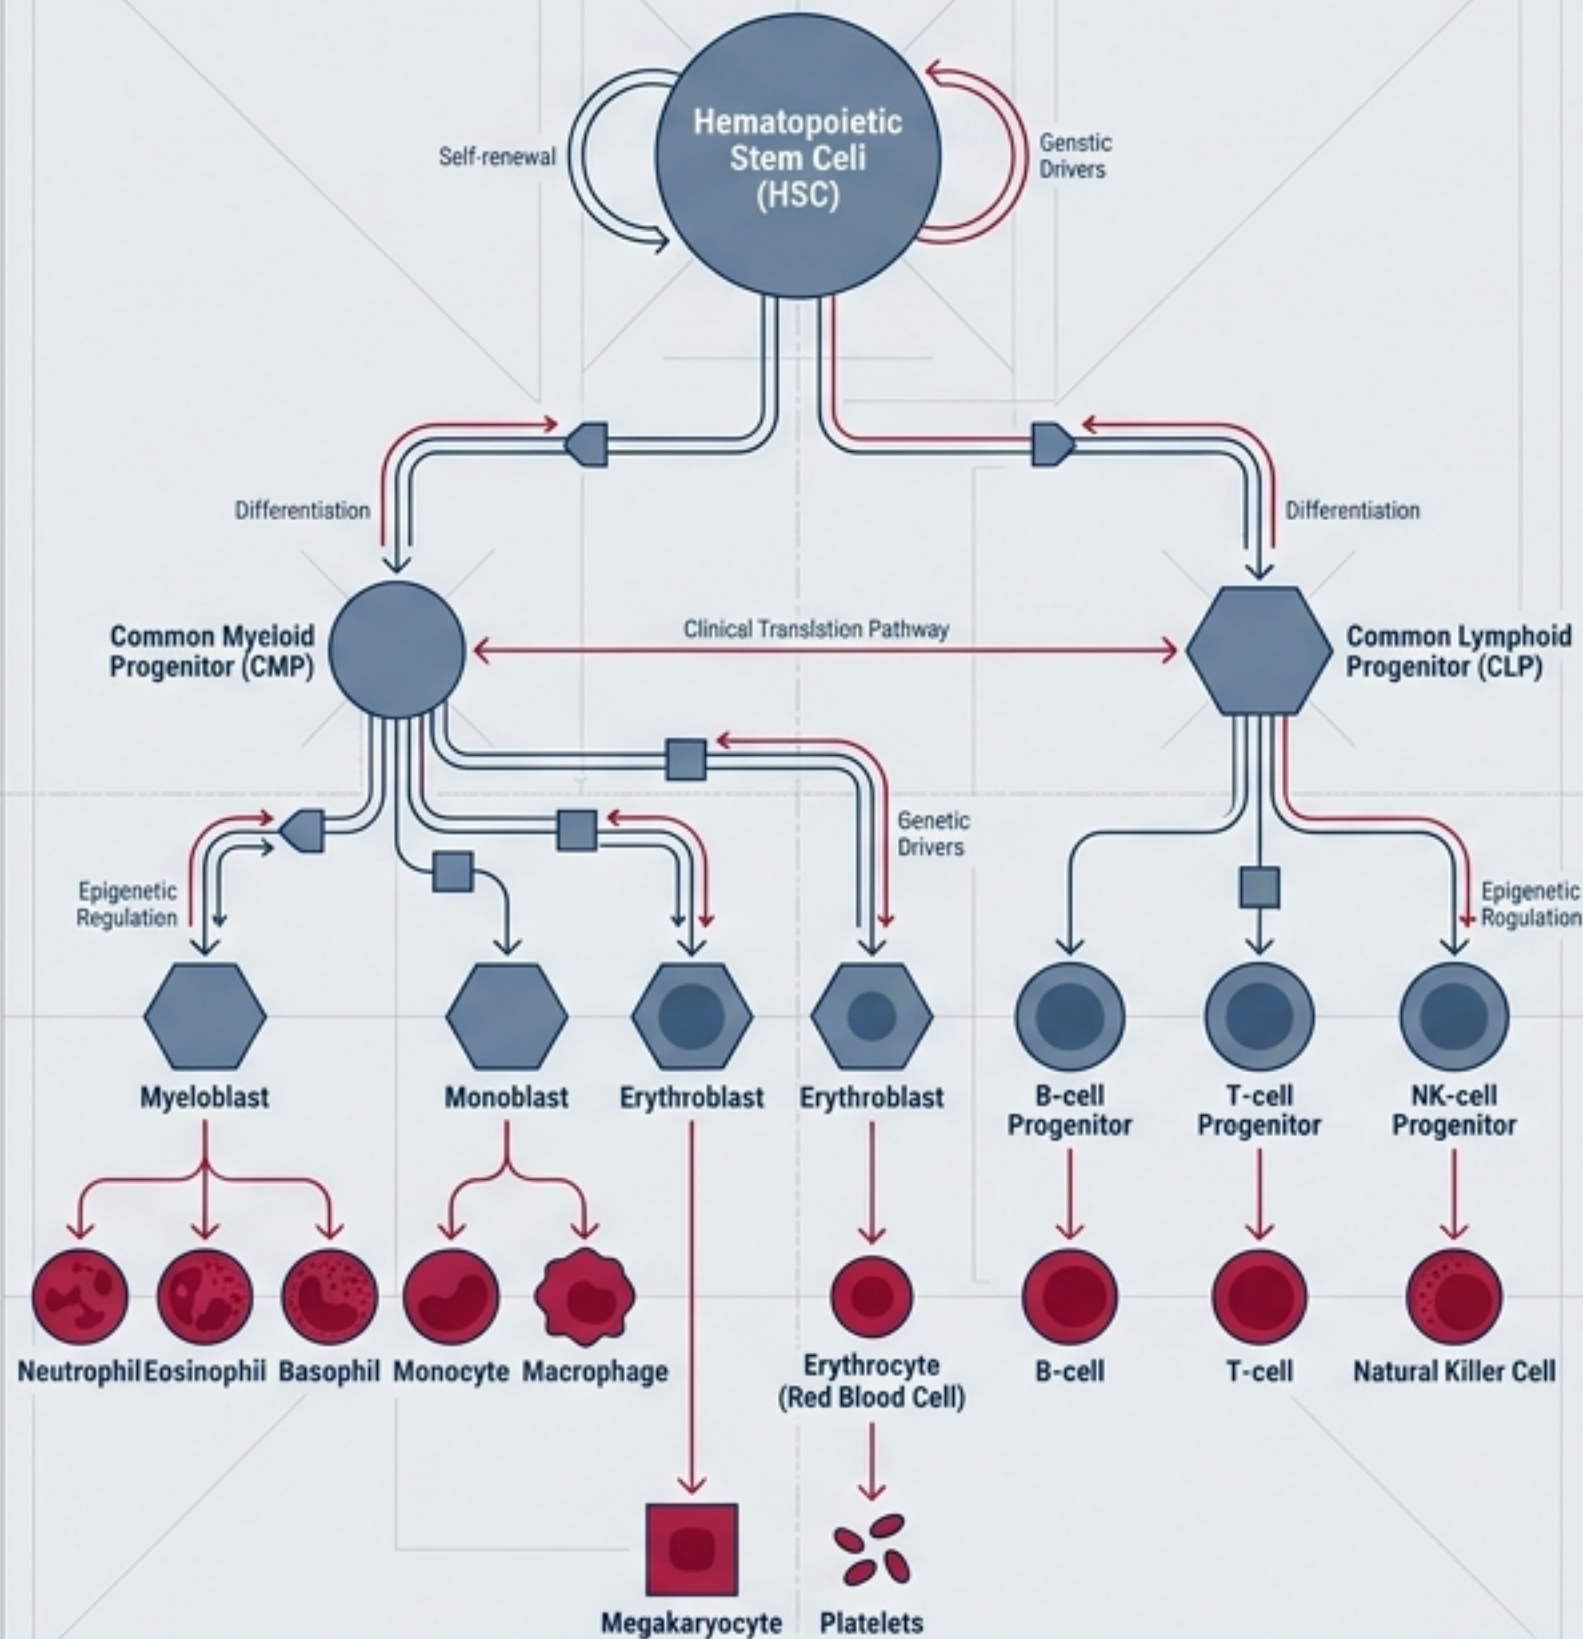 Hematopoietic
Stem Celi
(HSC)
Self-renewal
Genstic
Drivers
Differentiation
Differentiation
Common Myeloid
Progenitor (CMP)
Clinical Translstion Pathway
Common Lymphoid
Progenitor (CLP)
Genetic
Drivers
Epigenetic
Regulation
Epigenetic
Rogulation
Myeloblast
Monoblast
Erythroblast
Erythroblast
B-cell
Progenitor
T-cell
Progenitor
NK-cell
Progenitor
Neutrophil
Eosinophii
Basophil
Monocyte
Macrophage
Erythrocyte
(Red Blood Cell)
B-cell
T-cell
Natural Killer Cell
Megakaryocyte
Platelets